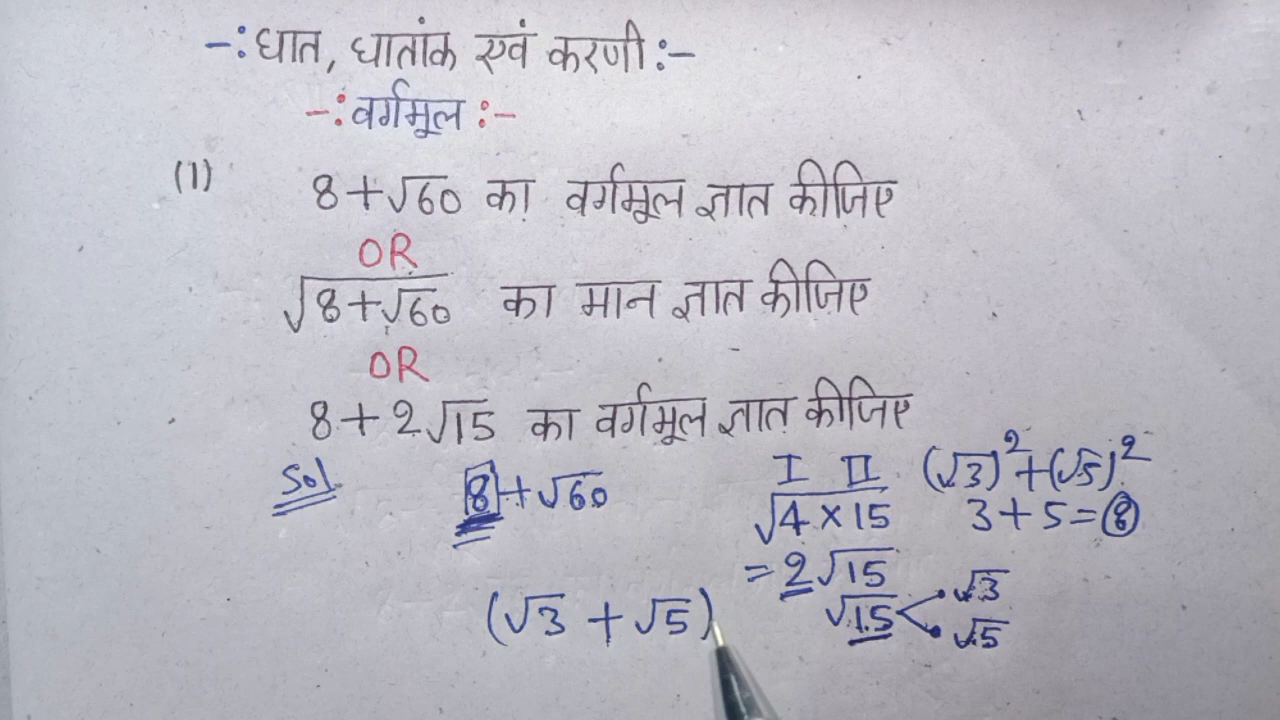 -: घात, घातांक एवं करणी :-
-: वर्गमूल :-
(1) 8+√60 का वर्गमूल ज्ञात कीजिए
OR
√(8+√60) का मान ज्ञात कीजिए
OR
8+2√15 का वर्गमूल ज्ञात कीजिए
Sol 8+√60
(√3 + √5)
I II
√4×15
= 2√15
√15 < √3 √5
(√3)²+(√5)²
3+5=8